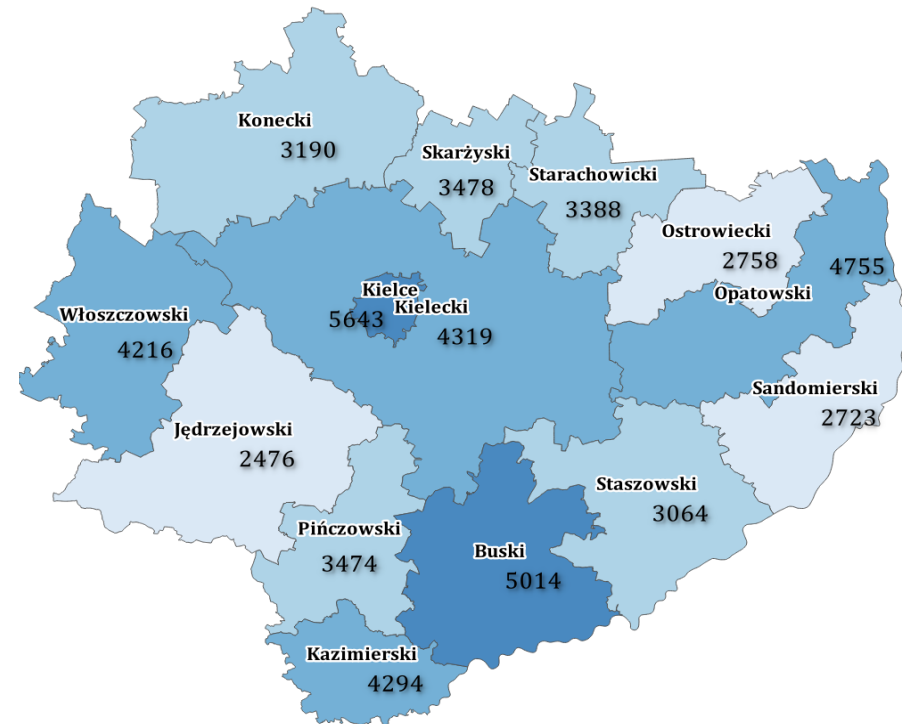 Konecki
3190
Skarżyski
3478
Starachowicki
3388
Ostrowiecki
2758
4755
Opatowski
Kielce
5643
Kielecki
4319
Włoszczowski
4216
Sandomierski
2723
Jędrzejowski
2476
Staszowski
3064
Pińczowski
3474
Buski
5014
Kazimierski
4294